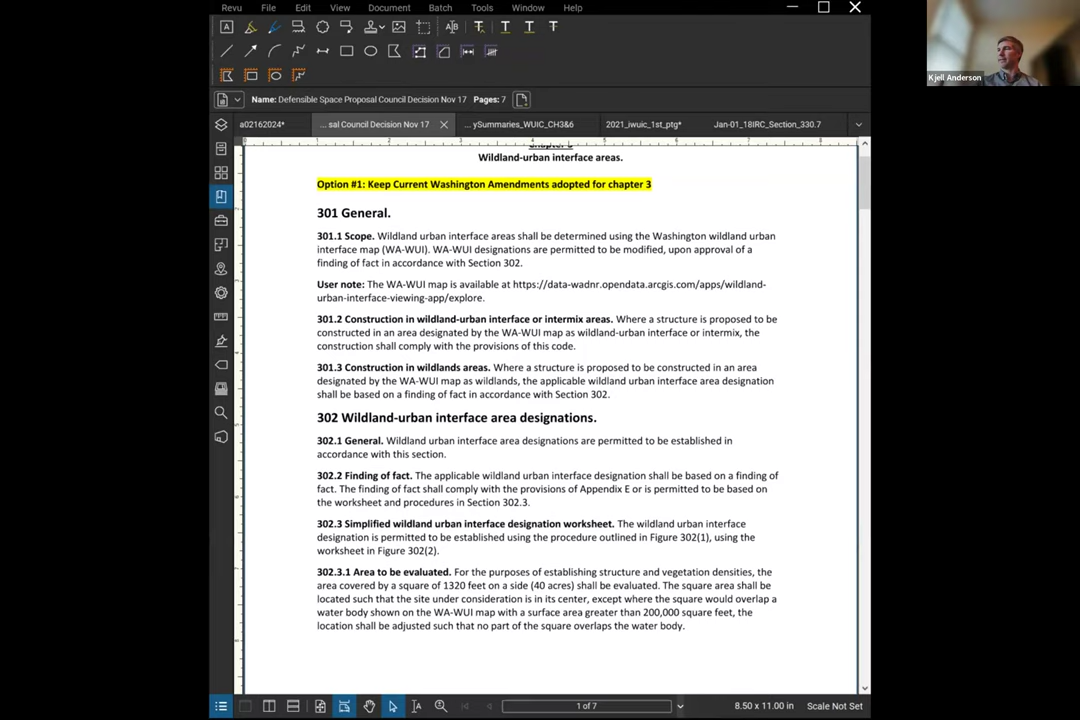 Revu File Edit View Document Batch Tools Window Help
Name: Defensible Space Proposal Council Decision Nov 17 Pages: 7
a02162024* ... sal Council Decision Nov 17 ... ySummaries_WUIC_CH3&6 2021_iwuic_1st_ptg* Jan-01_18IRC_Section_330.7
Wildland-urban interface areas.
Option #1: Keep Current Washington Amendments adopted for chapter 3
301 General.
301.1 Scope. Wildland urban interface areas shall be determined using the Washington wildland urban
interface map (WA-WUI). WA-WUI designations are permitted to be modified, upon approval of a
finding of fact in accordance with Section 302.
User note: The WA-WUI map is available at https://data-wadnr.opendata.arcgis.com/apps/wildland-
urban-interface-viewing-app/explore.
301.2 Construction in wildland-urban interface or intermix areas. Where a structure is proposed to be
constructed in an area designated by the WA-WUI map as wildland-urban interface or intermix, the
construction shall comply with the provisions of this code.
301.3 Construction in wildlands areas. Where a structure is proposed to be constructed in an area
designated by the WA-WUI map as wildlands, the applicable wildland urban interface area designation
shall be based on a finding of fact in accordance with Section 302.
302 Wildland-urban interface area designations.
302.1 General. Wildland urban interface area designations are permitted to be established in
accordance with this section.
302.2 Finding of fact. The applicable wildland urban interface designation shall be based on a finding of
fact. The finding of fact shall comply with the provisions of Appendix E or is permitted to be based on
the worksheet and procedures in Section 302.3.
302.3 Simplified wildland urban interface designation worksheet. The wildland urban interface
designation is permitted to be established using the procedure outlined in Figure 302(1), using the
worksheet in Figure 302(2).
302.3.1 Area to be evaluated. For the purposes of establishing structure and vegetation densities, the
area covered by a square of 1320 feet on a side (40 acres) shall be evaluated. The square area shall be
located such that the site under consideration is in its center, except where the square would overlap a
water body shown on the WA-WUI map with a surface area greater than 200,000 square feet, the
location shall be adjusted such that no part of the square overlaps the water body.
1 of 7 8.50 x 11.00 in Scale Not Set
Kjell Anderson